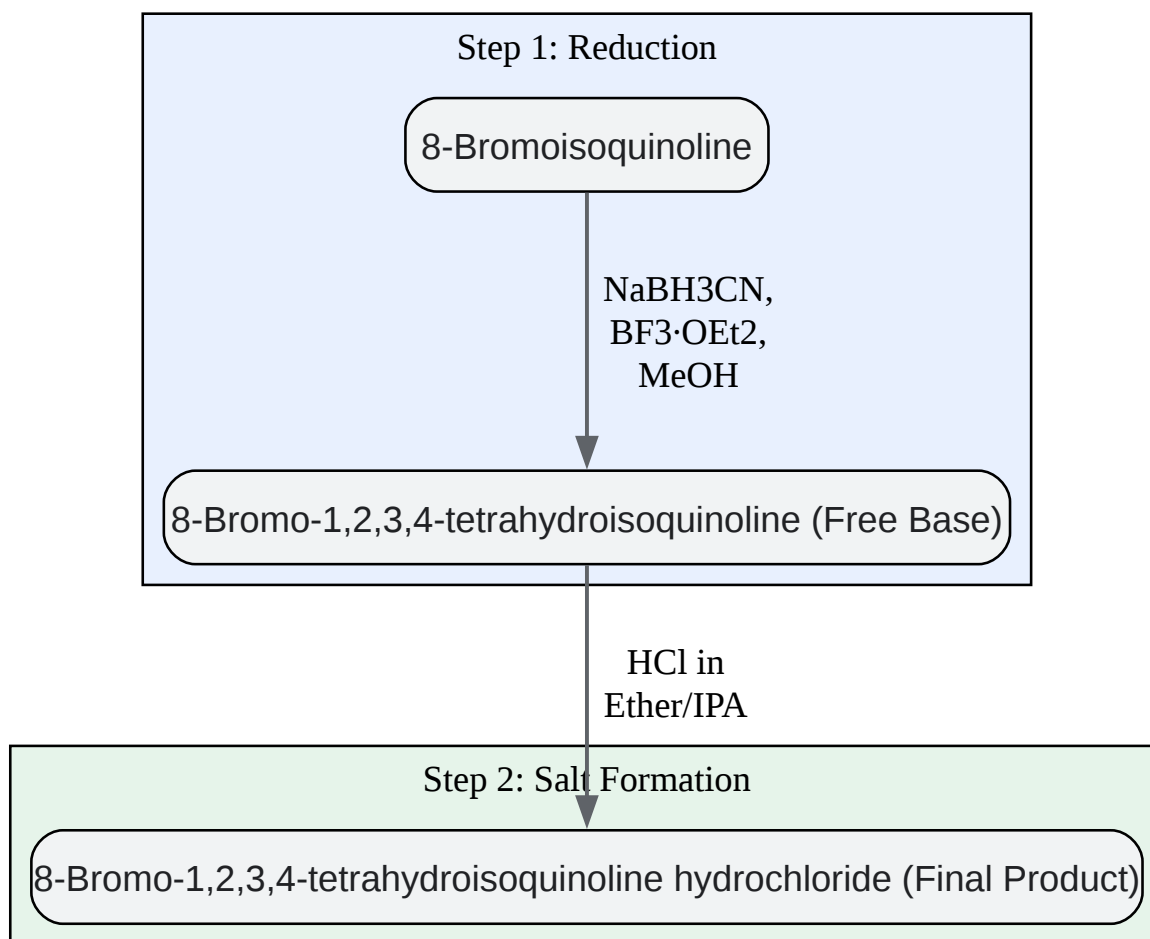 Step 1: Reduction
8-Bromoisoquinoline
NaBH3CN,
BF3·OEt2,
MeOH
8-Bromo-1,2,3,4-tetrahydroisoquinoline (Free Base)
HCl in
Ether/IPA
Step 2: Salt Formation
8-Bromo-1,2,3,4-tetrahydroisoquinoline hydrochloride (Final Product)